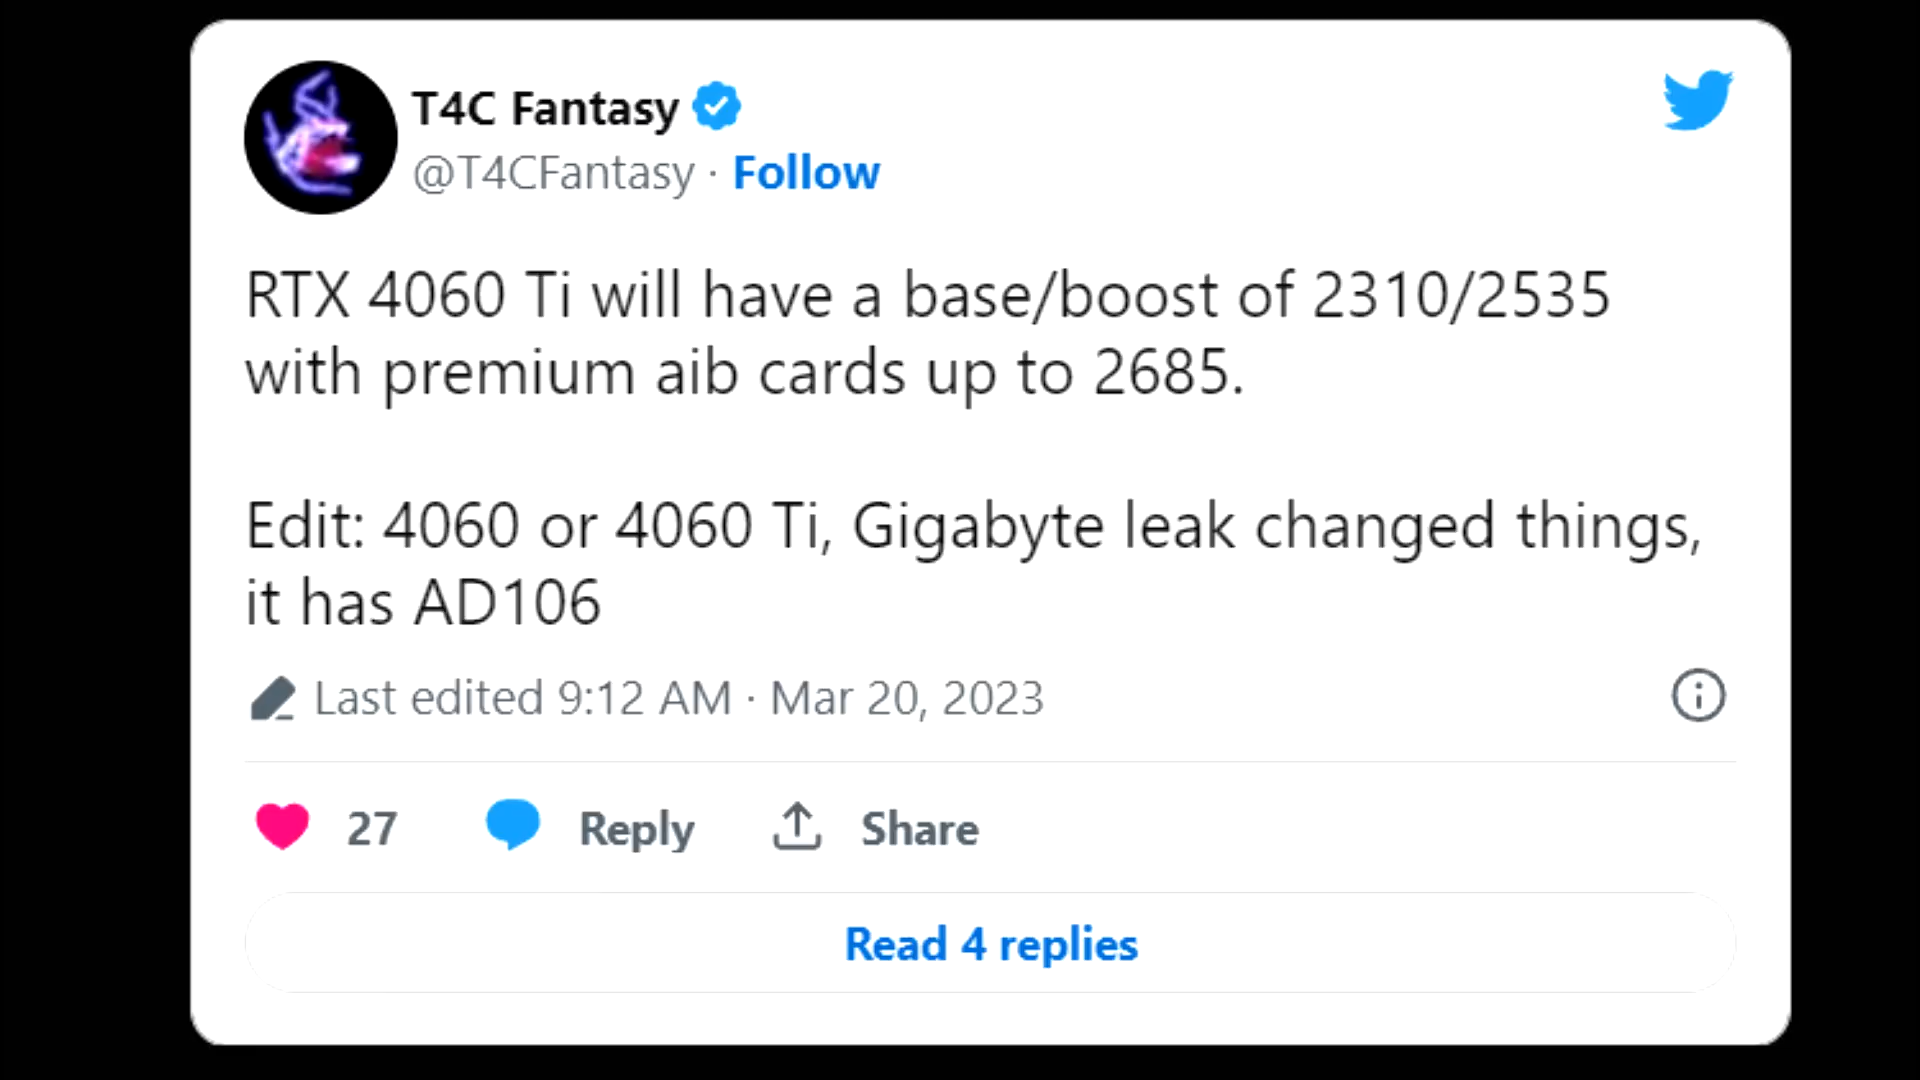 T4C Fantasy
@T4CFantasy · Follow
RTX 4060 Ti will have a base/boost of 2310/2535
with premium aib cards up to 2685.
Edit: 4060 or 4060 Ti, Gigabyte leak changed things,
it has AD106
Last edited 9:12 AM · Mar 20, 2023
27 Reply Share
Read 4 replies